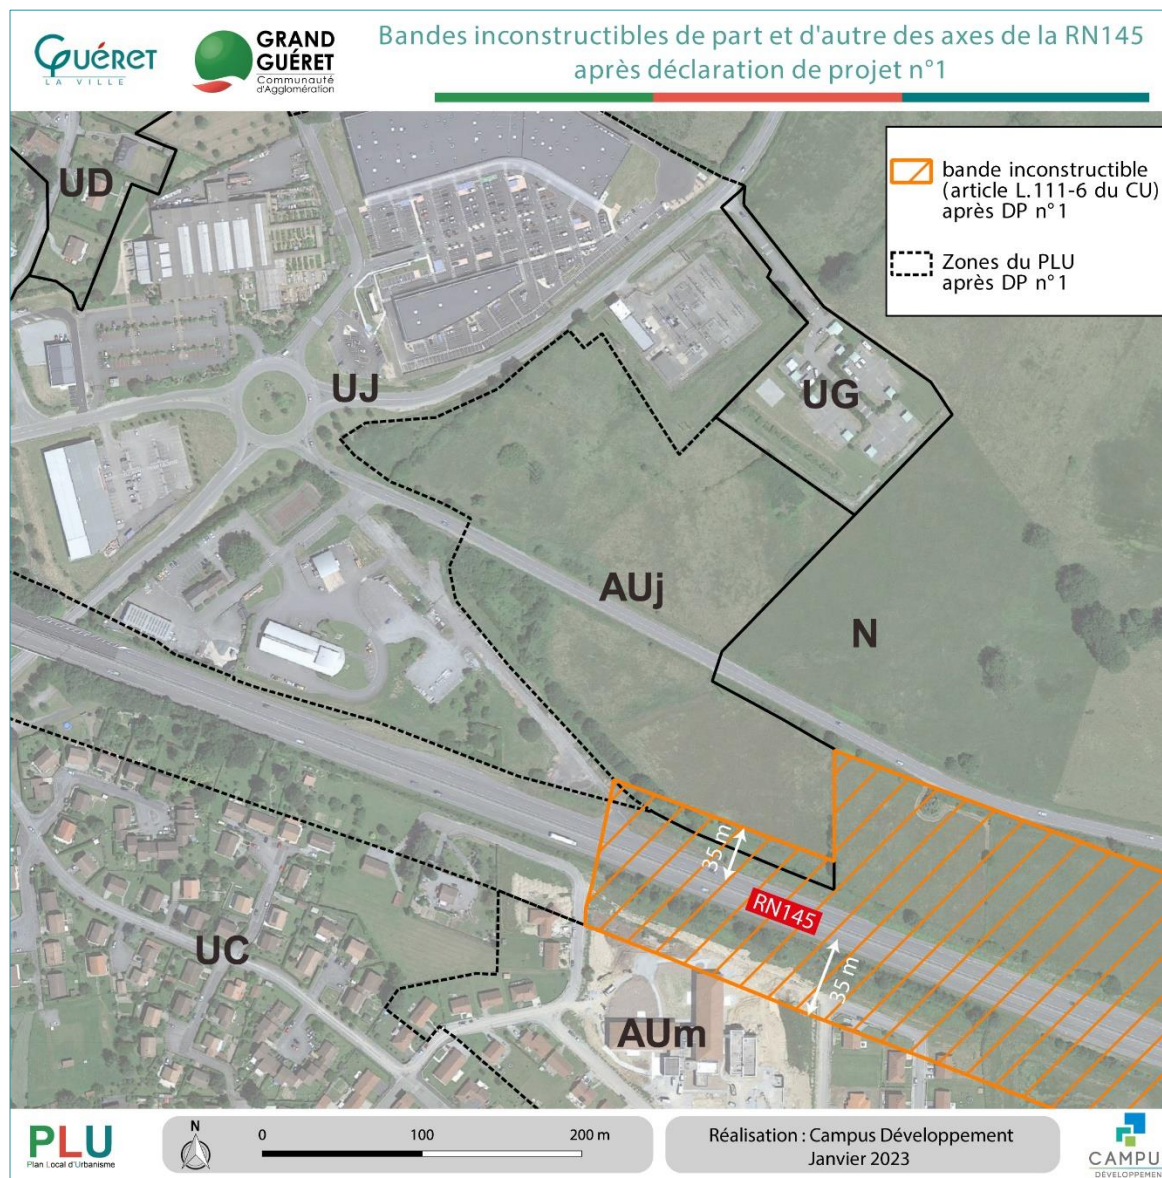 Guéret
LA VILLE
GRAND
GUÉRET
Communauté
d'Agglomération
Bandes inconstructibles de part et d'autre des axes de la RN145
après déclaration de projet n°1
bande inconstructible
(article L.111-6 du CU)
après DP n°1
Zones du PLU
après DP n°1
UD
UJ
UG
AUj
N
35 m
RN145
35 m
UC
AUm
PLU
Plan Local d'Urbanisme
N
0 100 200 m
Réalisation : Campus Développement
Janvier 2023
CAMPU
DÉVELOPPEMEN